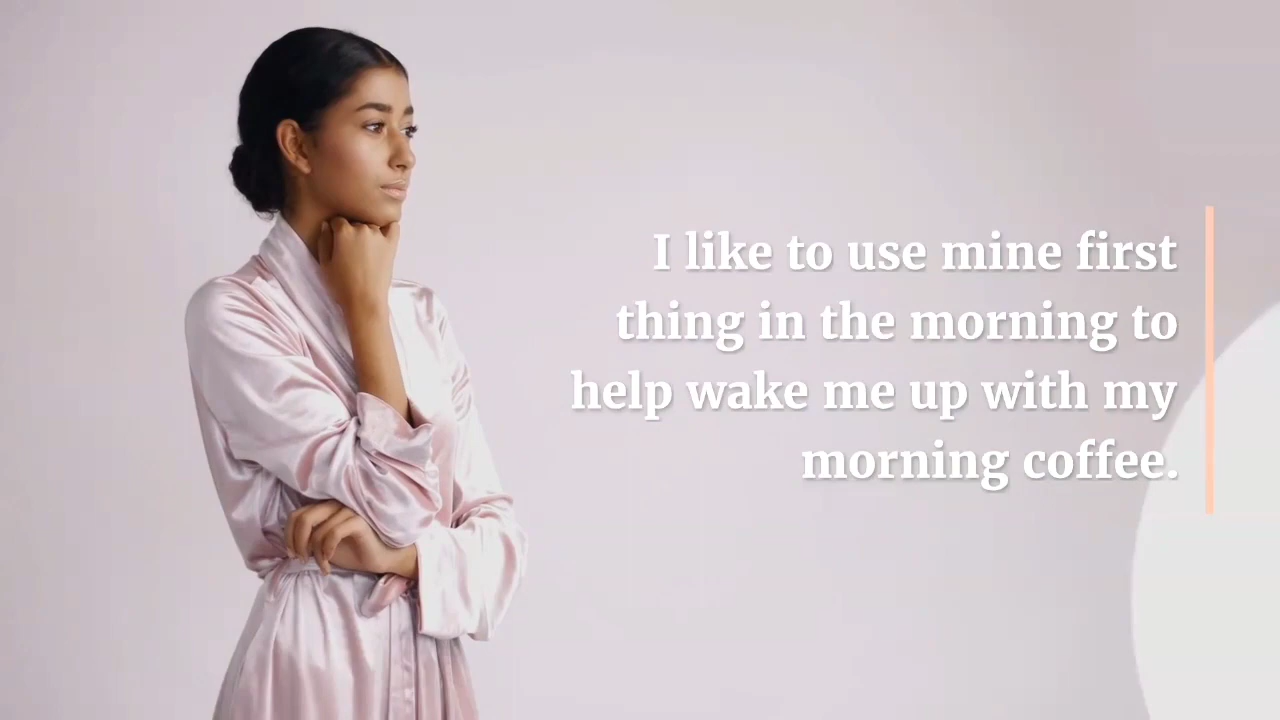 I like to use mine first
thing in the morning to
help wake me up with my
morning coffee.